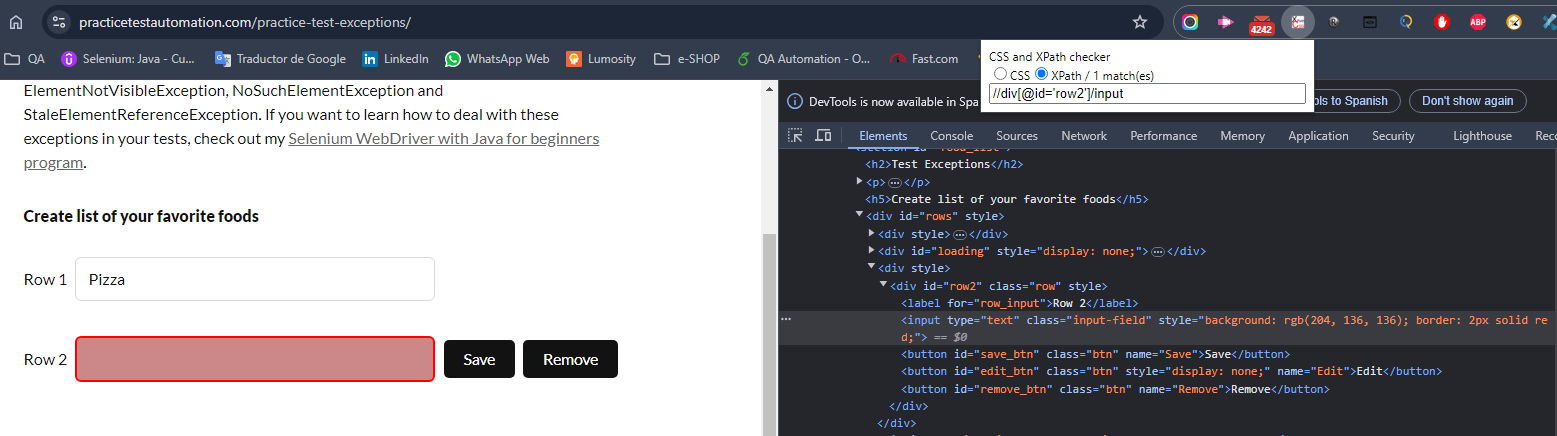 practicetestautomation.com/practice-test-exceptions/
4242
ABP
QA
Selenium: Java - Cu...
Traductor de Google
LinkedIn
WhatsApp Web
Lumosity
e-SHOP
QA Automation - O...
Fast.com
CSS and XPath checker
CSS XPath / 1 match(es)
//div[@id='row2']/input
ElementNotVisibleException, NoSuchElementException and
StaleElementReferenceException. If you want to learn how to deal with these
exceptions in your tests, check out my Selenium WebDriver with Java for beginners
program.
Create list of your favorite foods
Row 1 Pizza
Row 2 Save Remove
DevTools is now available in Spa
ols to Spanish Don't show again
Elements Console Sources Network Performance Memory Application Security Lighthouse Reco
<h2>Test Exceptions</h2>
<p>…</p>
<h5>Create list of your favorite foods</h5>
<div id="rows" style>
<div style>…</div>
<div id="loading" style="display: none;">…</div>
<div style>
<div id="row2" class="row" style>
<label for="row_input">Row 2</label>
<input type="text" class="input-field" style="background: rgb(204, 136, 136); border: 2px solid re
d;"> == $0
<button id="save_btn" class="btn" name="Save">Save</button>
<button id="edit_btn" class="btn" style="display: none;" name="Edit">Edit</button>
<button id="remove_btn" class="btn" name="Remove">Remove</button>
</div>
</div>